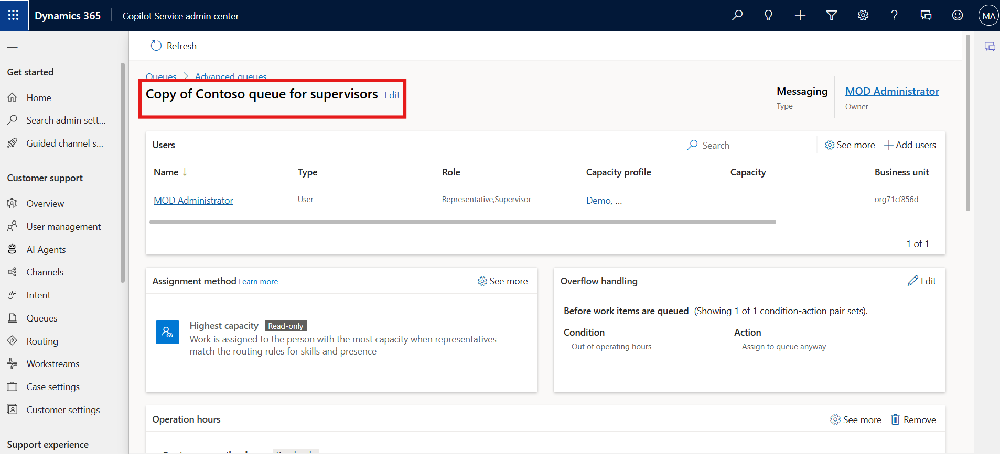 Dynamics 365
Copilot Service admin center
MA
Refresh
Get started
Home
Search admin sett...
Guided channel s...
Customer support
Overview
User management
AI Agents
Channels
Intent
Queues
Routing
Workstreams
Case settings
Customer settings
Support experience
Queues > Advanced queues
Copy of Contoso queue for supervisors Edit
Messaging
Type
MOD Administrator
Owner
Users
Search
See more
Add users
Name ↓ Type Role Capacity profile Capacity Business unit
MOD Administrator User Representative,Supervisor Demo, ... org71cf856d
1 of 1
Assignment method Learn more
See more
Highest capacity Read-only
Work is assigned to the person with the most capacity when representatives
match the routing rules for skills and presence
Overflow handling
Edit
Before work items are queued (Showing 1 of 1 condition-action pair sets).
Condition Action
Out of operating hours Assign to queue anyway
Operation hours
See more
Remove